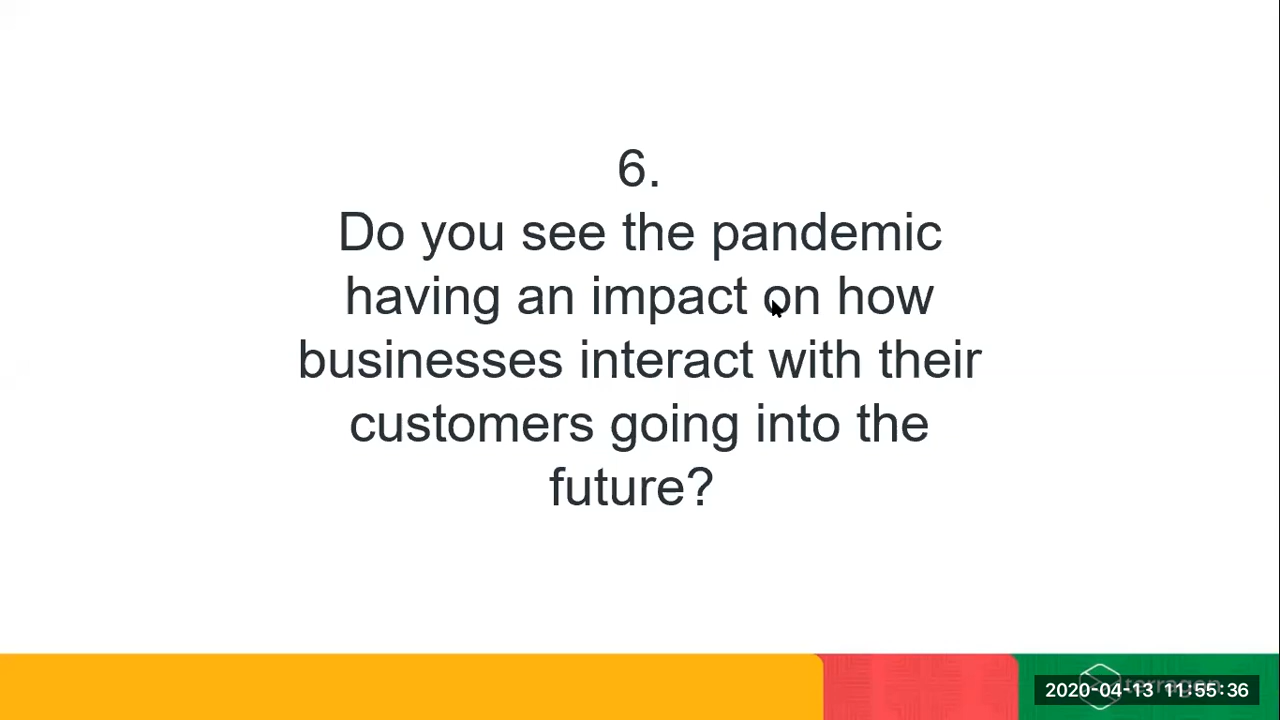 6.
Do you see the pandemic
having an impact on how
businesses interact with their
customers going into the
future?
2020-04-13 11:55:36